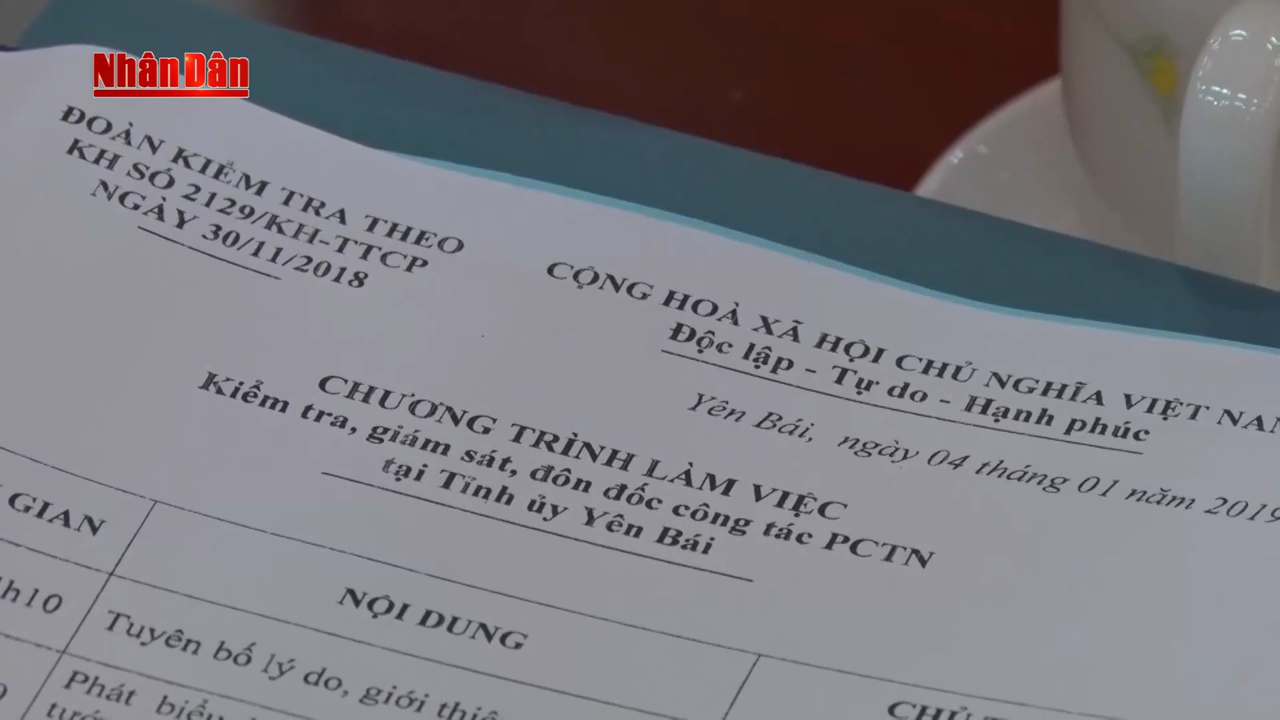 Nhân Dân
ĐOÀN KIỂM TRA THEO
KH SỐ 2129/KH-TTCP
NGÀY 30/11/2018
CỘNG HOÀ XÃ HỘI CHỦ NGHĨA VIỆT NAM
Độc lập - Tự do - Hạnh phúc
Yên Bái, ngày 04 tháng 01 năm 2019
CHƯƠNG TRÌNH LÀM VIỆC
Kiểm tra, giám sát, đôn đốc công tác PCTN
tại Tỉnh ủy Yên Bái
GIAN
NỘI DUNG
CHỦ
h10
Tuyên bố lý do, giới
Phát biểu